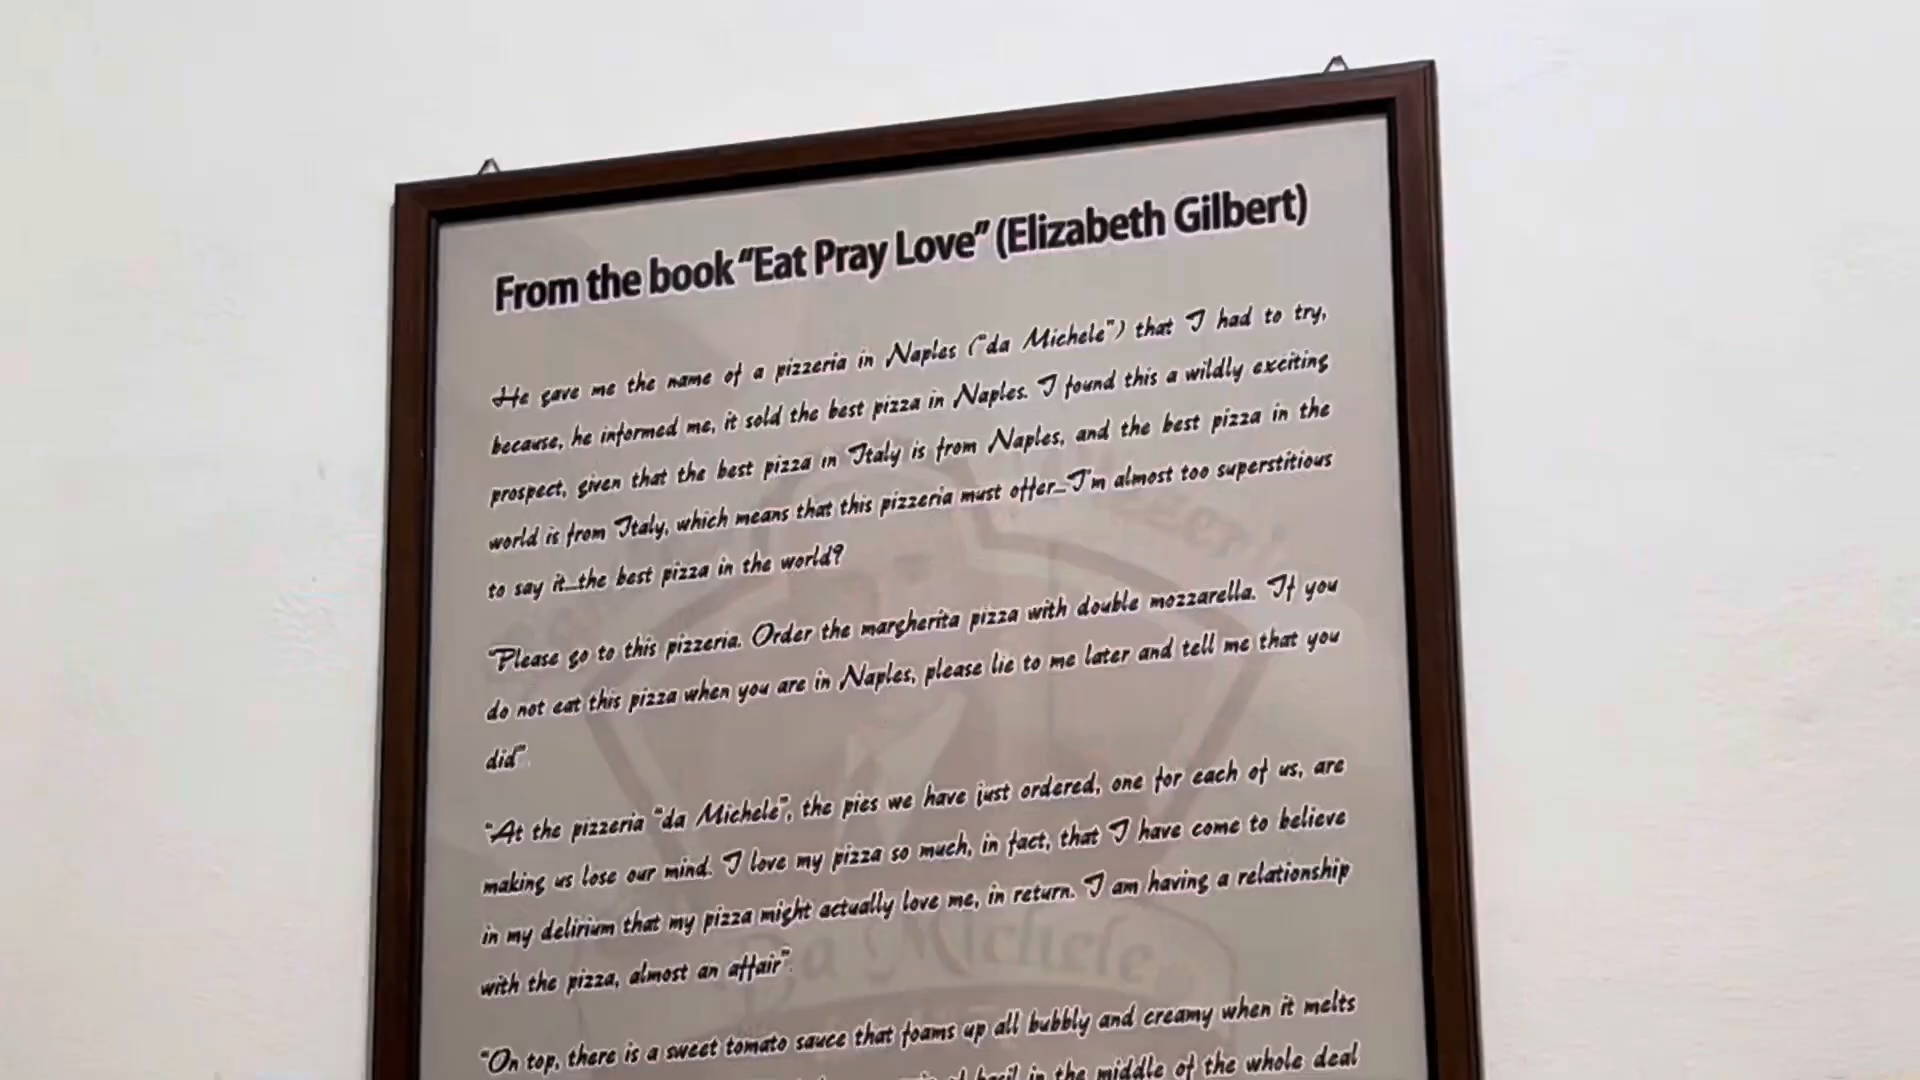 From the book “Eat Pray Love” (Elizabeth Gilbert)
He gave me the name of a pizzeria in Naples (“da Michele”) that I had to try,
because, he informed me, it sold the best pizza in Naples. I found this a wildly exciting
prospect, given that the best pizza in Italy is from Naples, and the best pizza in the
world is from Italy, which means that this pizzeria must offer...I'm almost too superstitious
to say it...the best pizza in the world?
“Please go to this pizzeria. Order the margherita pizza with double mozzarella. If you
do not eat this pizza when you are in Naples, please lie to me later and tell me that you
did”.
“At the pizzeria “da Michele”, the pies we have just ordered, one for each of us, are
making us lose our mind. I love my pizza so much, in fact, that I have come to believe
in my delirium that my pizza might actually love me, in return. I am having a relationship
with the pizza, almost an affair”.
Da Michele
“On top, there is a sweet tomato sauce that foams up all bubbly and creamy when it melts
basil in the middle of the whole deal